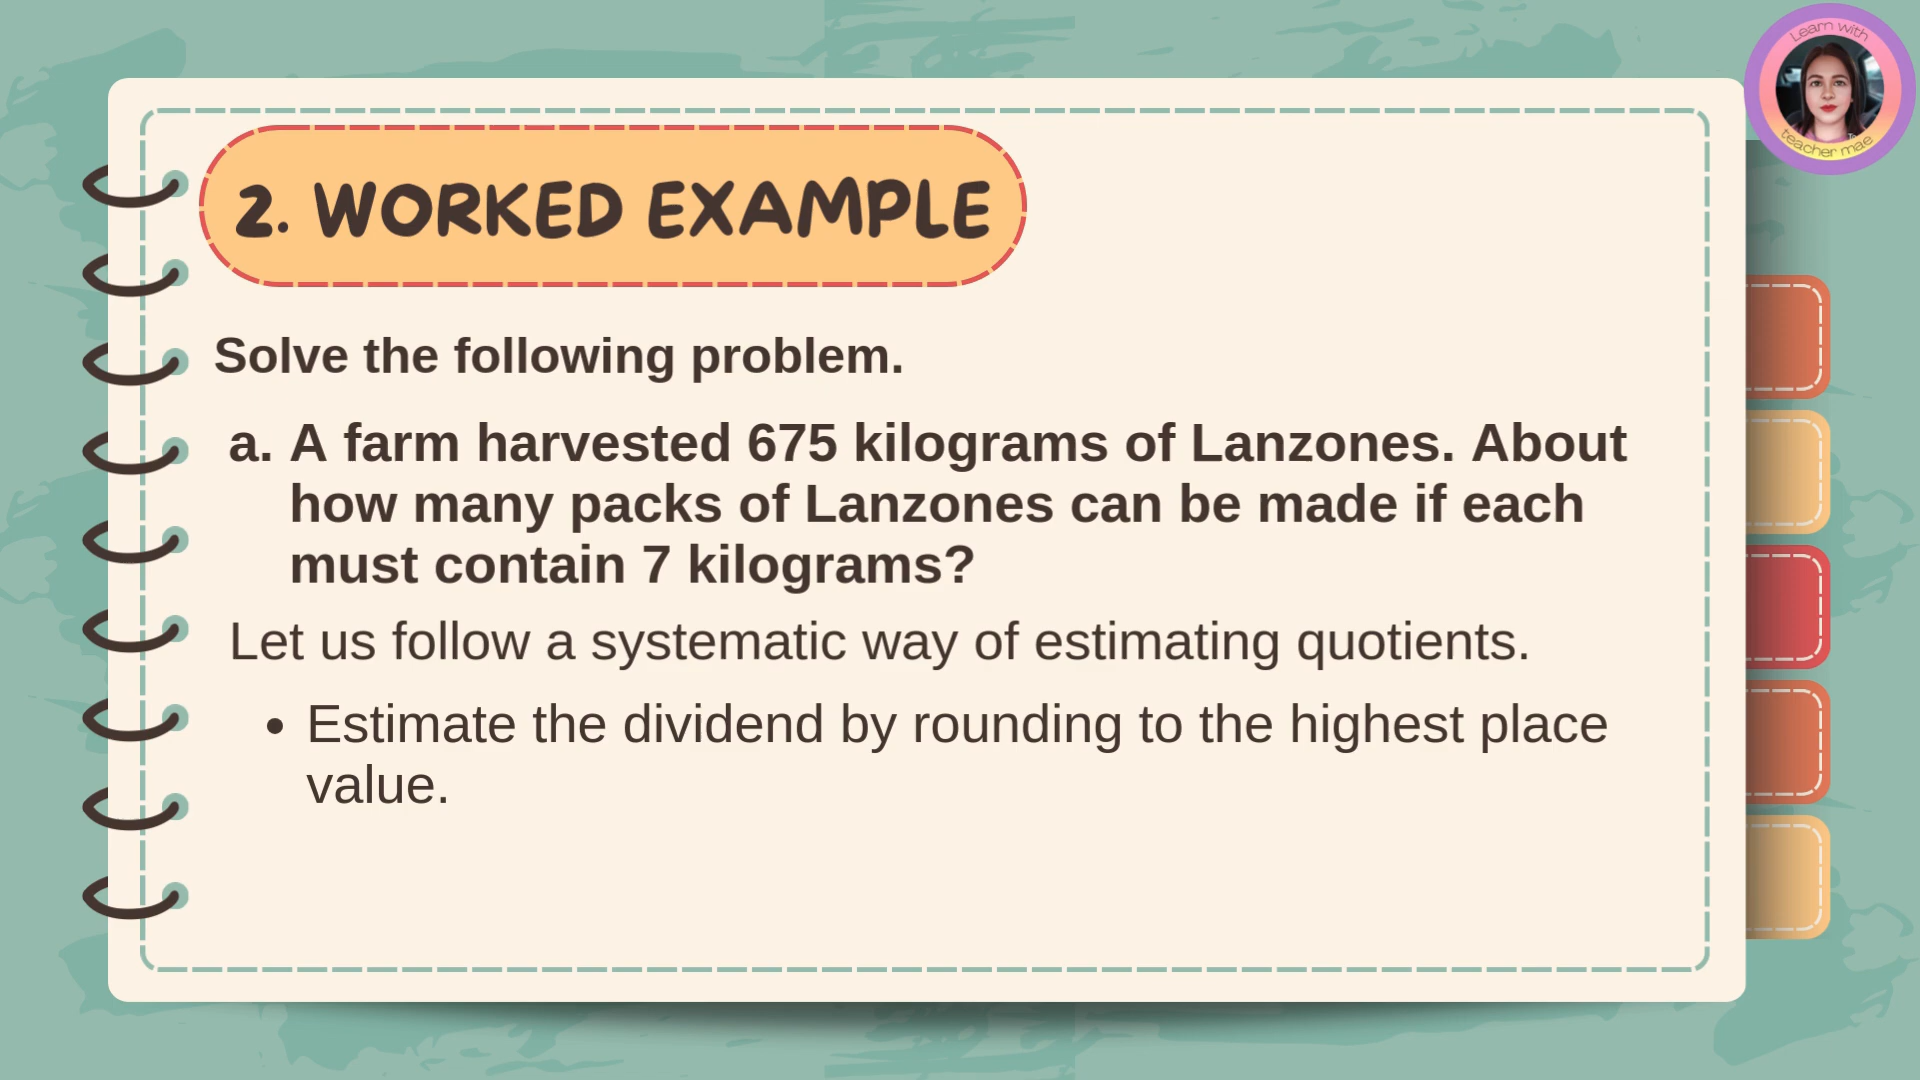 Learn with
teacher mae
2. WORKED EXAMPLE
Solve the following problem.
a. A farm harvested 675 kilograms of Lanzones. About
how many packs of Lanzones can be made if each
must contain 7 kilograms?
Let us follow a systematic way of estimating quotients.
• Estimate the dividend by rounding to the highest place
value.